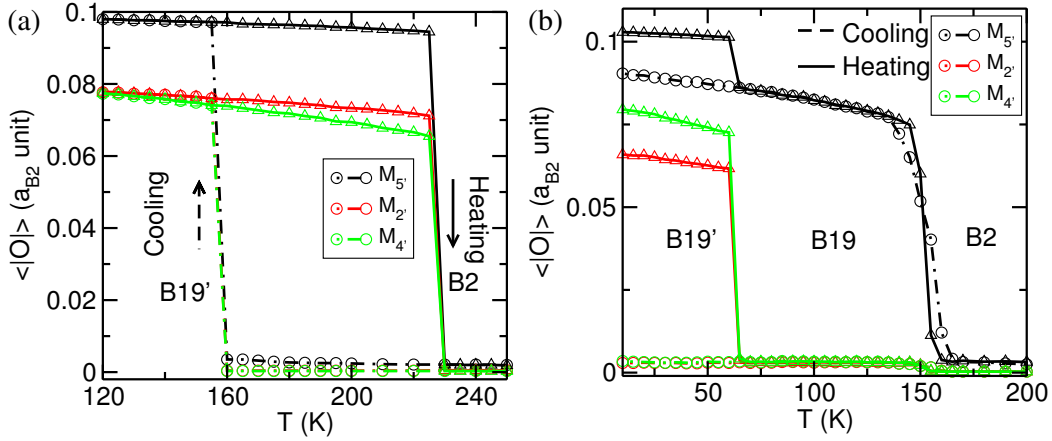 (a)
0.1
0.08
0.06
0.04
0.02
0
<|O|> (a_B2 unit)
Cooling
B19'
M5'
M2'
M4'
Heating
B2
120
160
200
240
T (K)
(b)
0.1
0.05
0
<|O|> (a_B2 unit)
Cooling
Heating
M5'
M2'
M4'
B19’
B19
B2
50
100
150
200
T (K)